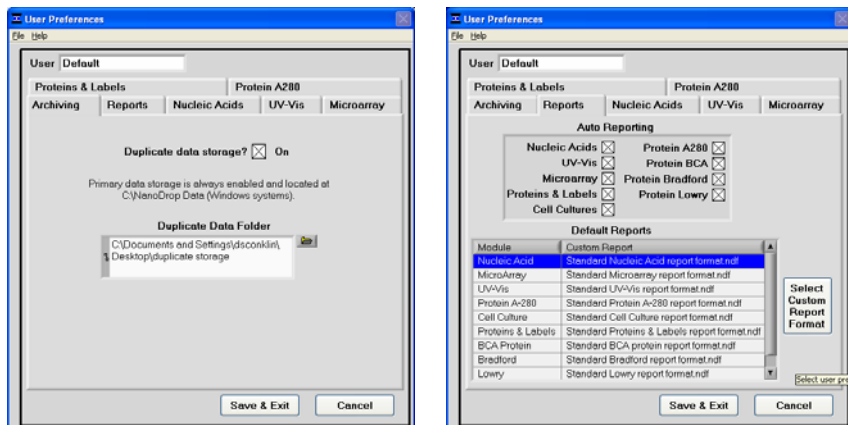 User Preferences
File Help
User Default
Proteins & Labels Protein A280
Archiving Reports Nucleic Acids UV-Vis Microarray
Duplicate data storage? On
Primary data storage is always enabled and located at
C:\NanoDrop Data (Windows systems).
Duplicate Data Folder
C:\Documents and Settings\dsconklin\
Desktop\duplicate storage
Save & Exit Cancel
User Preferences
File Help
User Default
Proteins & Labels Protein A280
Archiving Reports Nucleic Acids UV-Vis Microarray
Auto Reporting
Nucleic Acids Protein A280
UV-Vis Protein BCA
Microarray Protein Bradford
Proteins & Labels Protein Lowry
Cell Cultures
Default Reports
Module Custom Report
Nucleic Acid Standard Nucleic Acid report format.ndf
MicroArray Standard Microarray report format.ndf
UV-Vis Standard UV-Vis report format.ndf
Protein A-280 Standard Protein A-280 report format.ndf
Cell Culture Standard Cell Culture report format.ndf
Proteins & Labels Standard Proteins & Labels report format.ndf
BCA Protein Standard BCA protein report format.ndf
Bradford Standard Bradford report format.ndf
Lowry Standard Lowry report format.ndf
Select
Custom
Report
Format
Select user pre
Save & Exit Cancel